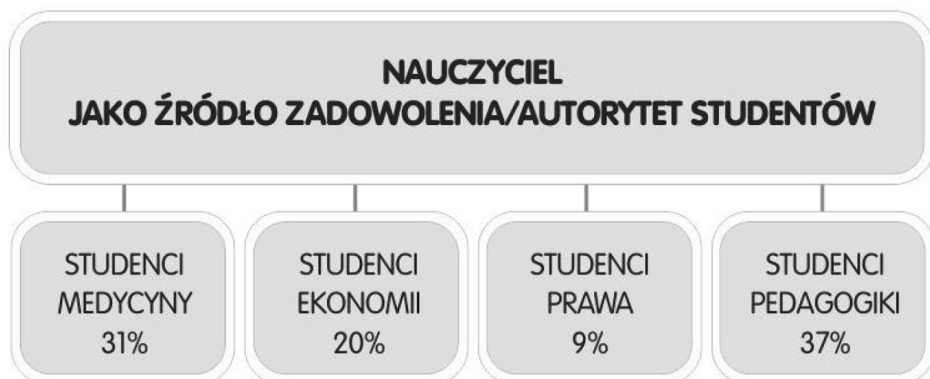 NAUCZYCIEL
JAKO ŹRÓDŁO ZADOWOLENIA/AUTORYTET STUDENTÓW
STUDENCI
MEDYCYNY
31%
STUDENCI
EKONOMII
20%
STUDENCI
PRAWA
9%
STUDENCI
PEDAGOGIKI
37%